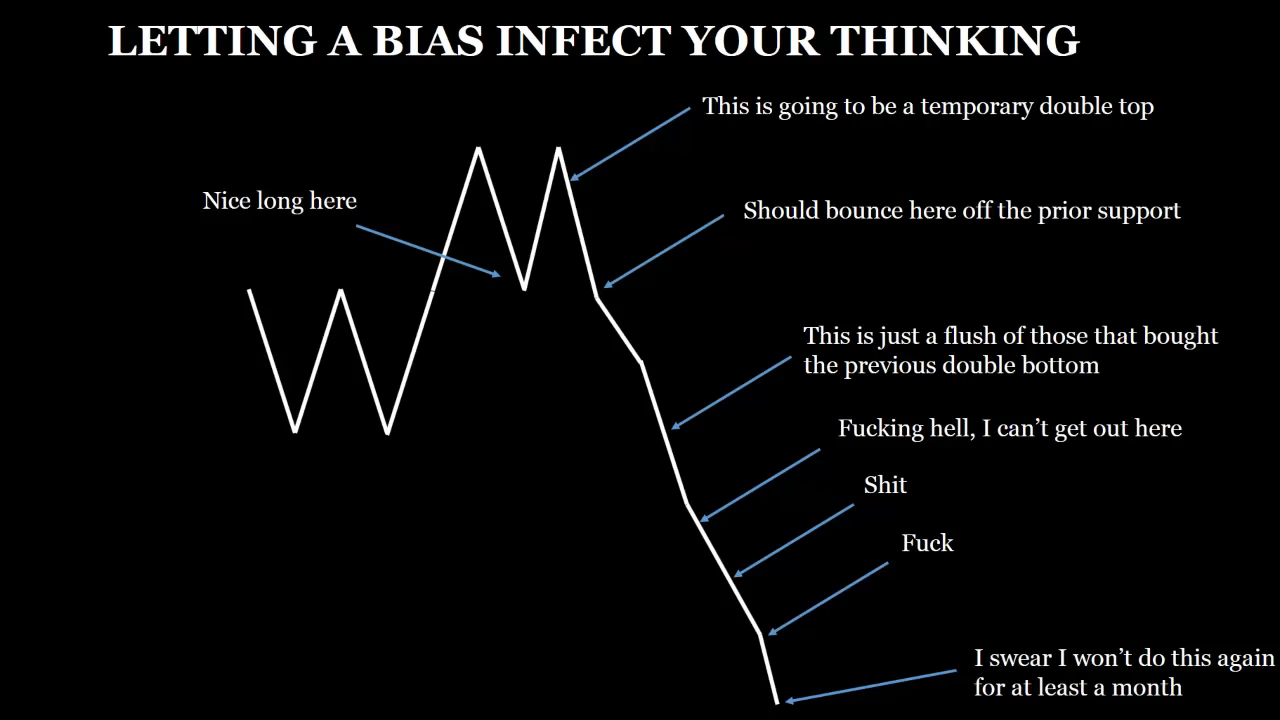 LETTING A BIAS INFECT YOUR THINKING
This is going to be a temporary double top
Nice long here
Should bounce here off the prior support
This is just a flush of those that bought
the previous double bottom
Fucking hell, I can’t get out here
Shit
Fuck
I swear I won’t do this again
for at least a month